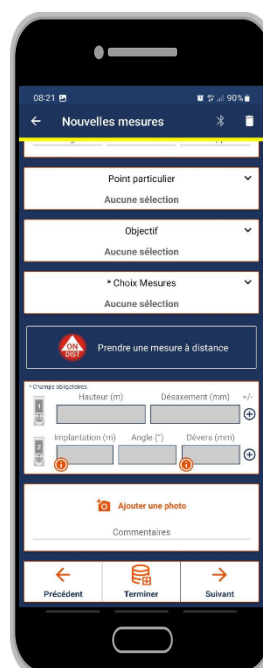 08:21 90%
Nouvelles mesures
Point particulier
Aucune sélection
Objectif
Aucune sélection
* Choix Mesures
Aucune sélection
ON
DIST
Prendre une mesure à distance
* Champs obligatoires
Hauteur (m) Désaxement (mm) +/-
1
Implantation (m) Angle (°) Dévers (mm)
2
Ajouter une photo
Commentaires
Précédent Terminer Suivant